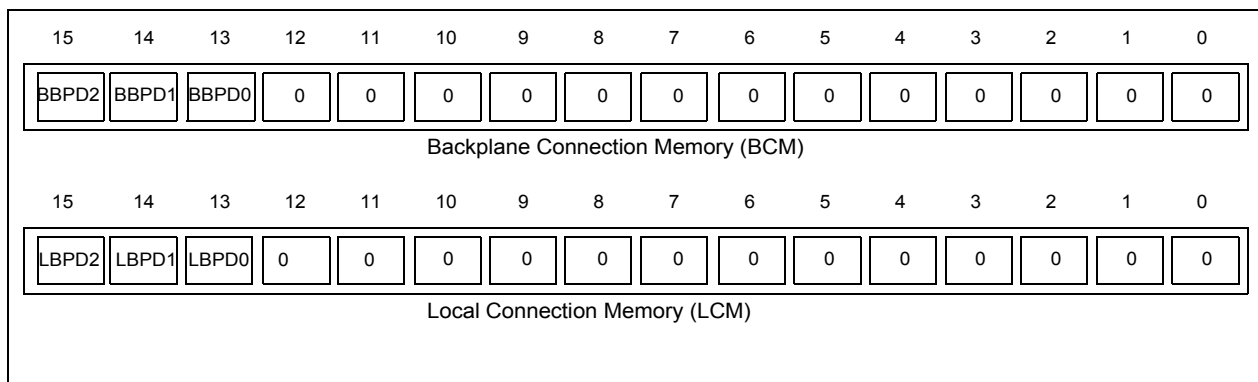 15 14 13 12 11 10 9 8 7 6 5 4 3 2 1 0
BBPD2 BBPD1 BBPD0 0 0 0 0 0 0 0 0 0 0 0 0 0
Backplane Connection Memory (BCM)
15 14 13 12 11 10 9 8 7 6 5 4 3 2 1 0
LBPD2 LBPD1 LBPD0 0 0 0 0 0 0 0 0 0 0 0 0 0
Local Connection Memory (LCM)